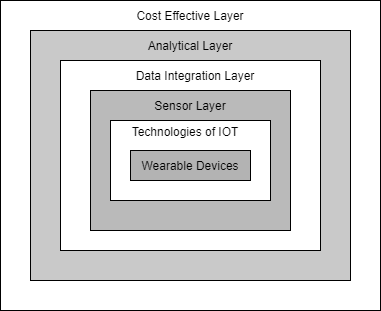 Cost Effective Layer
Analytical Layer
Data Integration Layer
Sensor Layer
Technologies of IOT
Wearable Devices